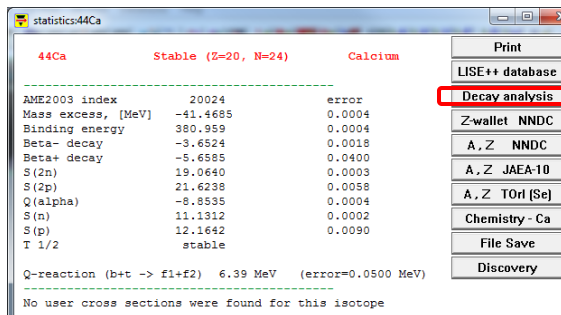 statistics:44Ca
44Ca Stable (Z=20, N=24) Calcium
----------------------------------------
AME2003 index 20024 error
Mass excess, [MeV] -41.4685 0.0004
Binding energy 380.959 0.0004
Beta- decay -3.6524 0.0018
Beta+ decay -5.6585 0.0400
S(2n) 19.0640 0.0003
S(2p) 21.6238 0.0058
Q(alpha) -8.8535 0.0004
S(n) 11.1312 0.0002
S(p) 12.1642 0.0090
T 1/2 stable
Q-reaction (b+t -> f1+f2) 6.39 MeV (error=0.0500 MeV)
----------------------------------------
No user cross sections were found for this isotope
Print
LISE++ database
Decay analysis
Z-wallet NNDC
A, Z NNDC
A, Z JAEA-10
A, Z TOrI (Se)
Chemistry - Ca
File Save
Discovery